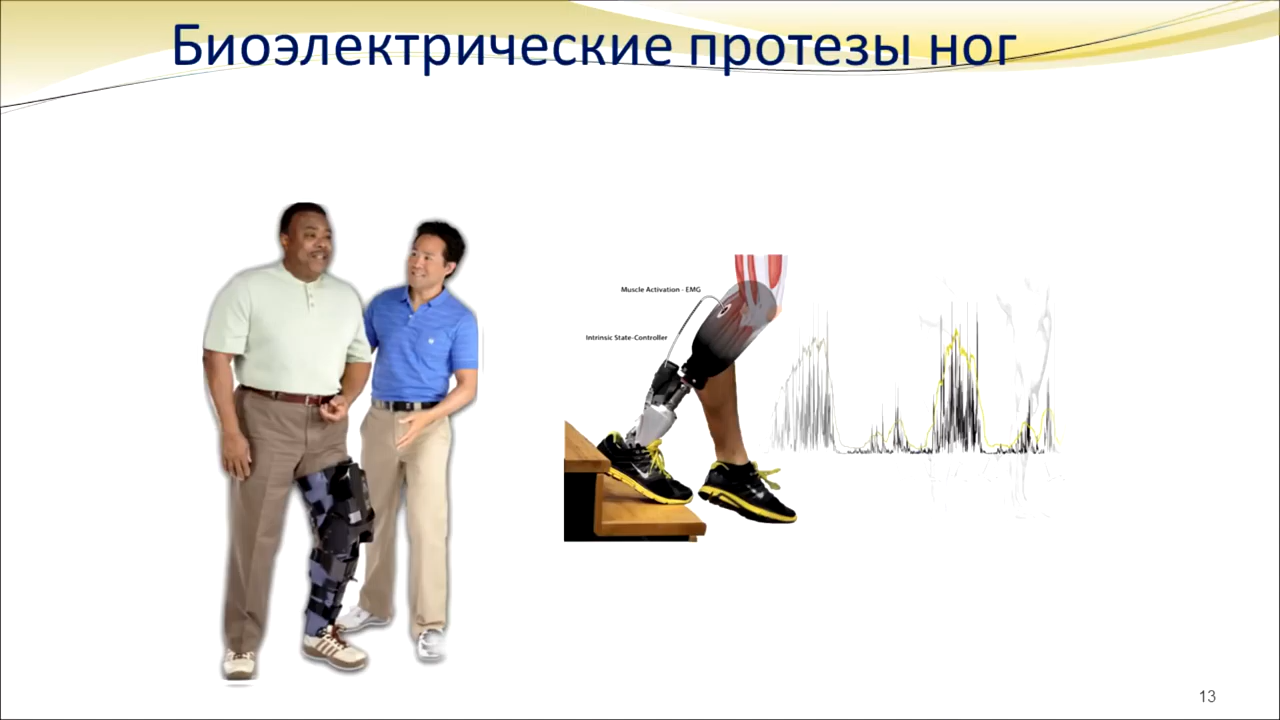 Биоэлектрические протезы ног
Muscle Activation - EMG
Intrinsic State-Controller
13